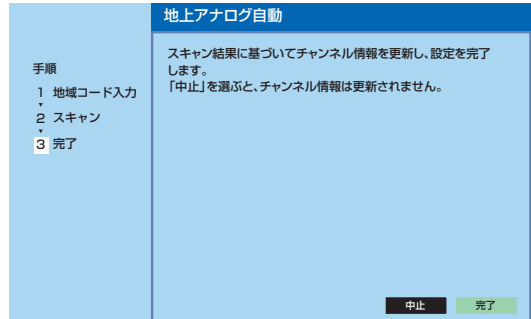 地上アナログ自動
手順
1 地域コード入力
2 スキャン
3 完了
スキャン結果に基づいてチャンネル情報を更新し、設定を完了
します。
「中止」を選ぶと、チャンネル情報は更新されません。
中止 完了